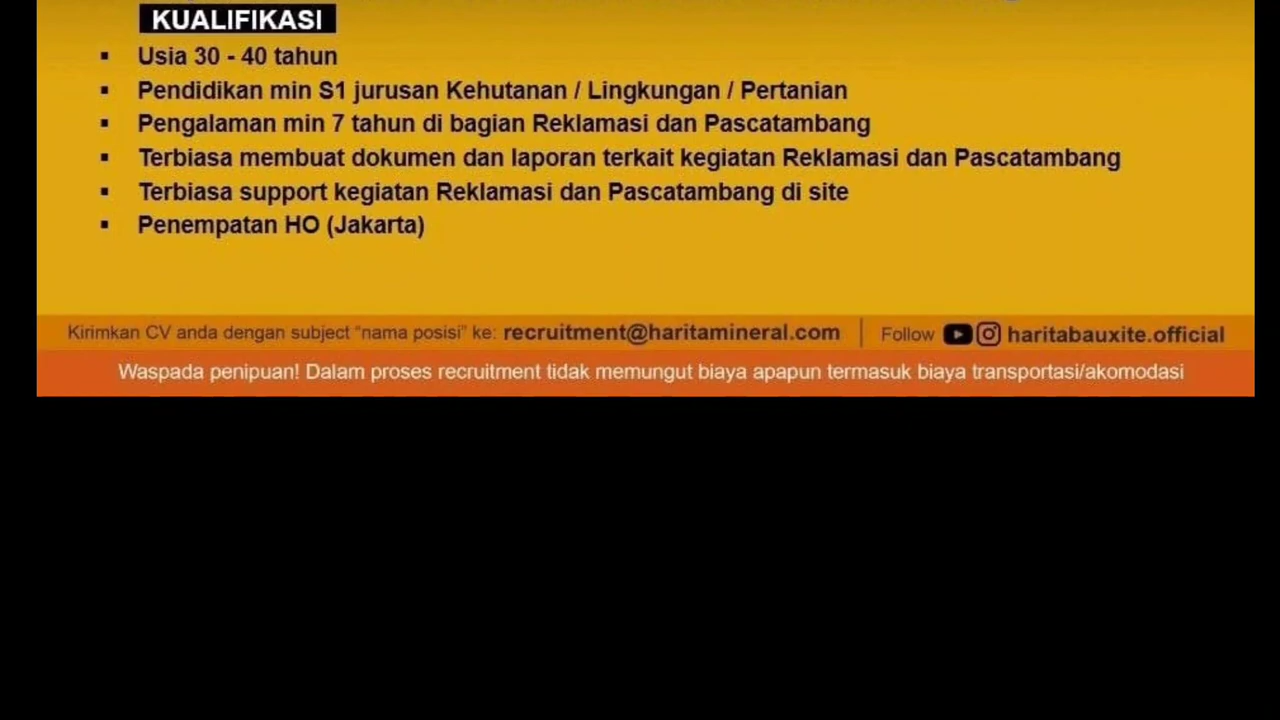 KUALIFIKASI
▪ Usia 30 - 40 tahun
▪ Pendidikan min S1 jurusan Kehutanan / Lingkungan / Pertanian
▪ Pengalaman min 7 tahun di bagian Reklamasi dan Pascatambang
▪ Terbiasa membuat dokumen dan laporan terkait kegiatan Reklamasi dan Pascatambang
▪ Terbiasa support kegiatan Reklamasi dan Pascatambang di site
▪ Penempatan HO (Jakarta)
Kirimkan CV anda dengan subject “nama posisi” ke: recruitment@haritamineral.com | Follow haritabauxite.official
Waspada penipuan! Dalam proses recruitment tidak memungut biaya apapun termasuk biaya transportasi/akomodasi